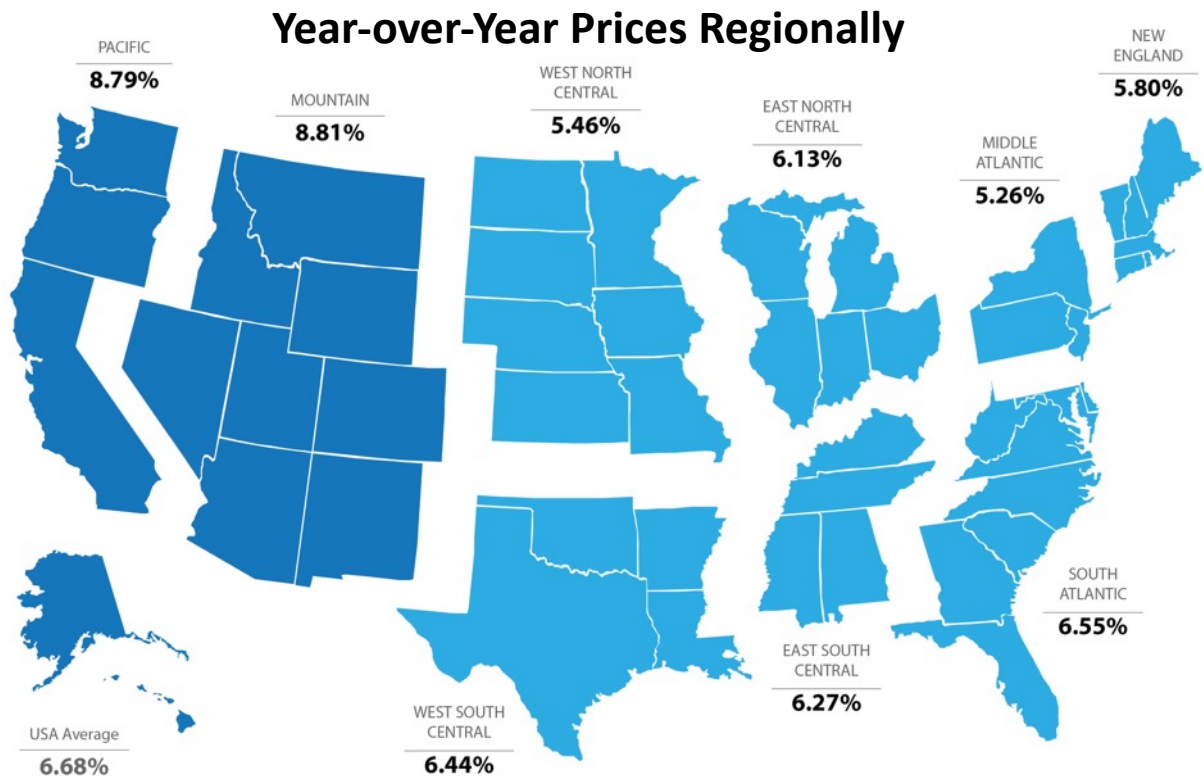 Year-over-Year Prices Regionally
PACIFIC
8.79%
MOUNTAIN
8.81%
WEST NORTH
CENTRAL
5.46%
EAST NORTH
CENTRAL
6.13%
MIDDLE
ATLANTIC
5.26%
NEW
ENGLAND
5.80%
USA Average
6.68%
WEST SOUTH
CENTRAL
6.44%
EAST SOUTH
CENTRAL
6.27%
SOUTH
ATLANTIC
6.55%